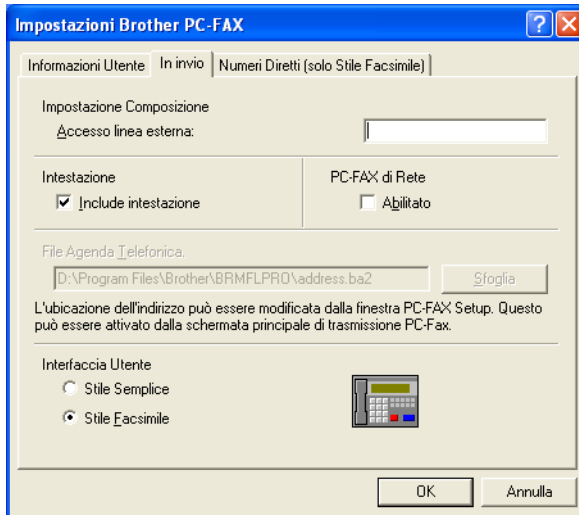 Impostazioni Brother PC-FAX
Informazioni Utente In invio Numeri Diretti (solo Stile Facsimile)
Impostazione Composizione
Accesso linea esterna:
Intestazione
Include intestazione
PC-FAX di Rete
Abilitato
File Agenda Telefonica.
D:\Program Files\Brother\BRMFLPRO\address.ba2
Sfoglia
L'ubicazione dell'indirizzo può essere modificata dalla finestra PC-FAX Setup. Questo
può essere attivato dalla schermata principale di trasmissione PC-Fax.
Interfaccia Utente
Stile Semplice
Stile Facsimile
OK Annulla